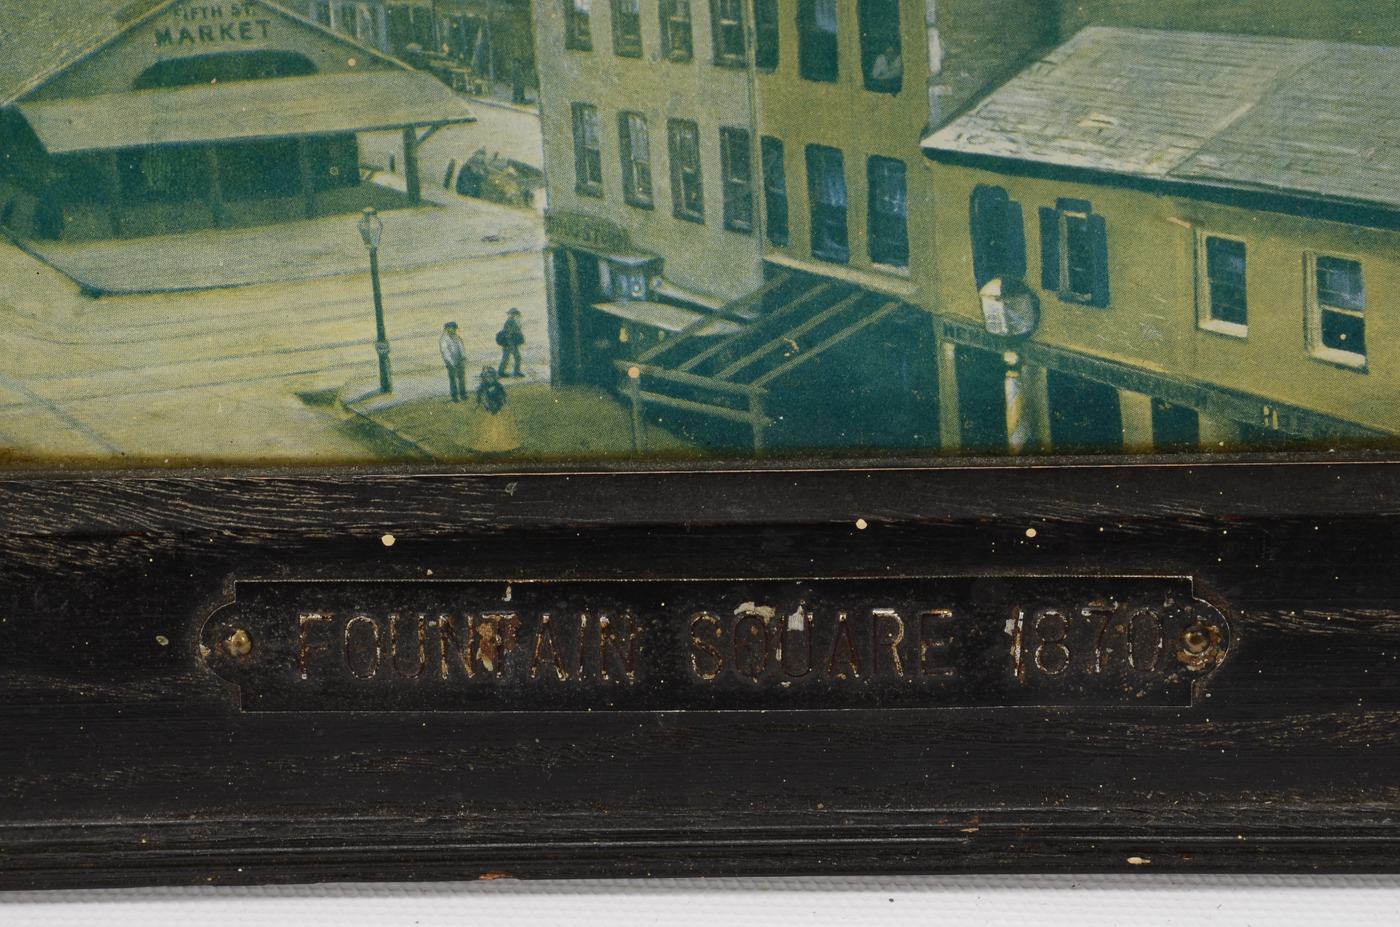 FIFTH ST.
MARKET
FOUNTAIN SQUARE 1870